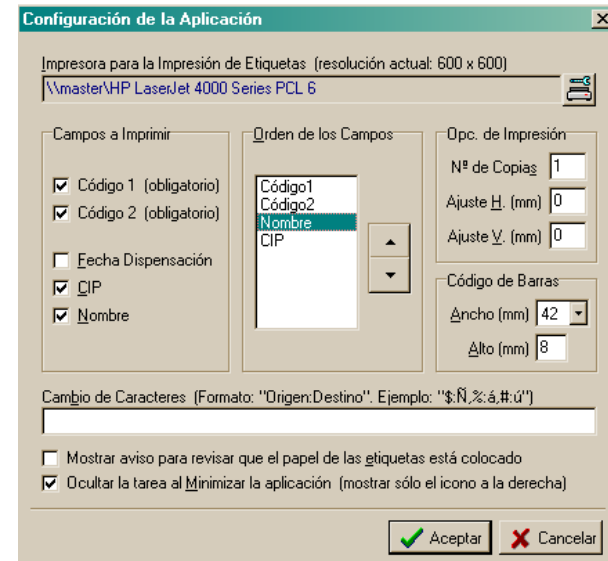 Configuración de la Aplicación
Impresora para la Impresión de Etiquetas (resolución actual: 600 x 600)
\\master\HP LaserJet 4000 Series PCL 6
Campos a Imprimir
Código 1 (obligatorio)
Código 2 (obligatorio)
Fecha Dispensación
CIP
Nombre
Orden de los Campos
Código1
Código2
Nombre
CIP
Opc. de Impresión
Nº de Copias 1
Ajuste H. (mm) 0
Ajuste V. (mm) 0
Código de Barras
Ancho (mm) 42
Alto (mm) 8
Cambio de Caracteres (Formato: "Origen:Destino". Ejemplo: "$:Ñ,%:á,#:ú")
Mostrar aviso para revisar que el papel de las etiquetas está colocado
Ocultar la tarea al Minimizar la aplicación (mostrar sólo el icono a la derecha)
Aceptar
Cancelar